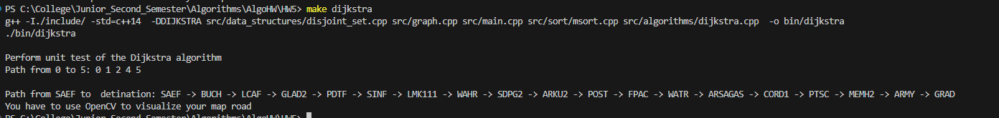 PS C:\College\Junior_Second_Semester\Algorithms\AlgoHW\HW5> make dijkstra
g++ -I./include/ -std=c++14  -DDIJKSTRA src/data_structures/disjoint_set.cpp src/graph.cpp src/main.cpp src/sort/msort.cpp src/algorithms/dijkstra.cpp  -o bin/dijkstra
./bin/dijkstra
Perform unit test of the Dijkstra algorithm
Path from 0 to 5: 0 1 2 4 5
Path from SAEF to  detination: SAEF -> BUCH -> LCAF -> GLAD2 -> PDTF -> SINF -> LMK111 -> WAHR -> SDPG2 -> ARKU2 -> POST -> FPAC -> WATR -> ARSAGAS -> CORD1 -> PTSC -> MEMH2 -> ARMY -> GRAD
You have to use OpenCV to visualize your map road
PS C:\College\Junior_Second_Semester\Algorithms\AlgoHW\HW5>